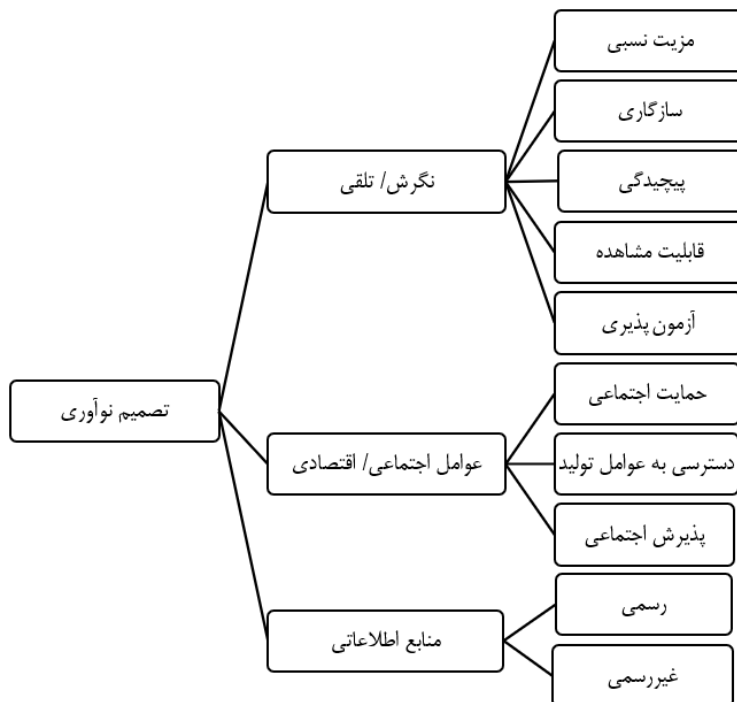 مزیت نسبی
سازگاری
نگرش/ تلقی
پیچیدگی
قابلیت مشاهده
آزمون پذیری
تصمیم نوآوری
حمایت اجتماعی
عوامل اجتماعی/ اقتصادی
دسترسی به عوامل تولید
پذیرش اجتماعی
منابع اطلاعاتی
رسمی
غیررسمی